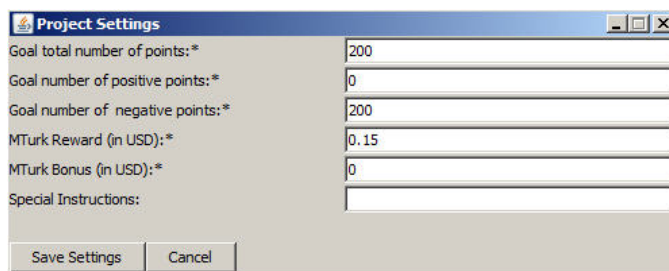 Project Settings
Goal total number of points:* 200
Goal number of positive points:* 0
Goal number of negative points:* 200
MTurk Reward (in USD):* 0.15
MTurk Bonus (in USD):* 0
Special Instructions:
Save Settings Cancel